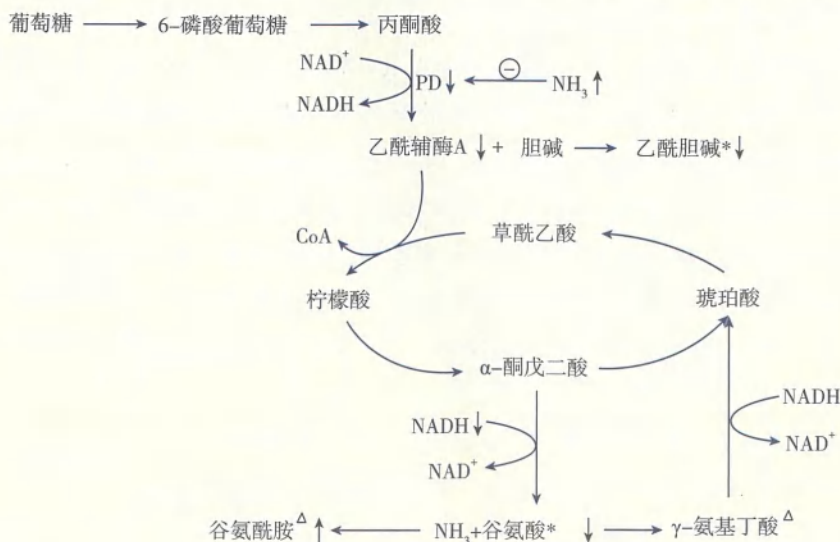 葡萄糖 6-磷酸葡萄糖 丙酮酸
NAD⁺
PD↓ ⊖ NH₃↑
NADH
乙酰辅酶A↓+ 胆碱 乙酰胆碱*↓
CoA 草酰乙酸
柠檬酸 琥珀酸
α-酮戊二酸
NADH↓ NADH
NAD⁺ NAD⁺
谷氨酰胺△↑ NH₃+谷氨酸* ↓ γ-氨基丁酸△